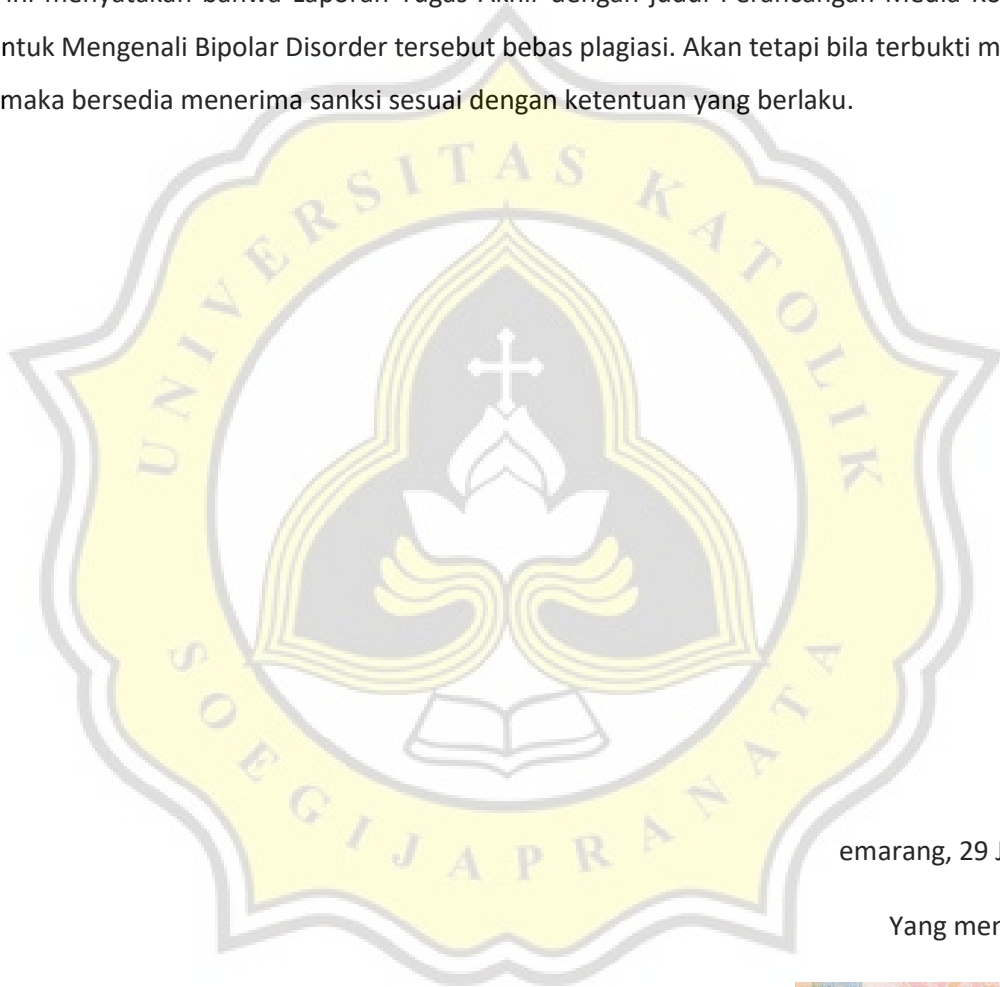 ini menyatakan bahwa Laporan Tugas Akhir dengan judul Perancangan Media Ko
ntuk Mengenali Bipolar Disorder tersebut bebas plagiasi. Akan tetapi bila terbukti m
maka bersedia menerima sanksi sesuai dengan ketentuan yang berlaku.
UNIVERSITAS KATOLIK
SOEGIJAPRANATA
emarang, 29 J
Yang men